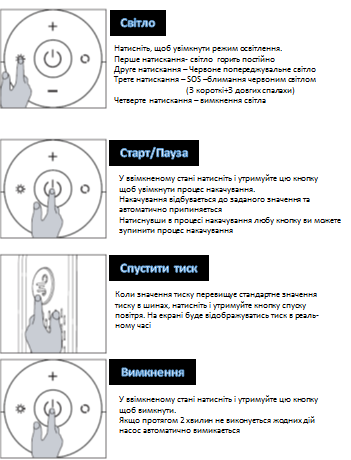 Світло
Натисніть, щоб увімкнути режим освітлення.
Перше натискання- світло горить постійно
Друге натискання – Червоне попереджувальне світло
Трете натискання – SOS –блимання червоним світлом
(3 короткі+3 довгих спалахи)
Четверте натискання – вимкнення світла
Старт/Пауза
У ввімкненому стані натисніть і утримуйте цю кнопку
щоб увімкнути процес накачування.
Накачування відбувається до заданого значення та
автоматично припиняється
Натиснувши в процесі накачування любу кнопку ви можете
зупинити процес накачування
Спустити тиск
Коли значення тиску перевищує стандартне значення
тиску в шинах, натисніть і утримуйте кнопку спуску
повітря. На екрані буде відображуватись тиск в реаль-
ному часі
Вимкнення
У ввімкненому стані натисніть і утримуйте цю кнопку
щоб вимкнути.
Якщо протягом 2 хвилин не виконується жодних дій
насос автоматично вимикається